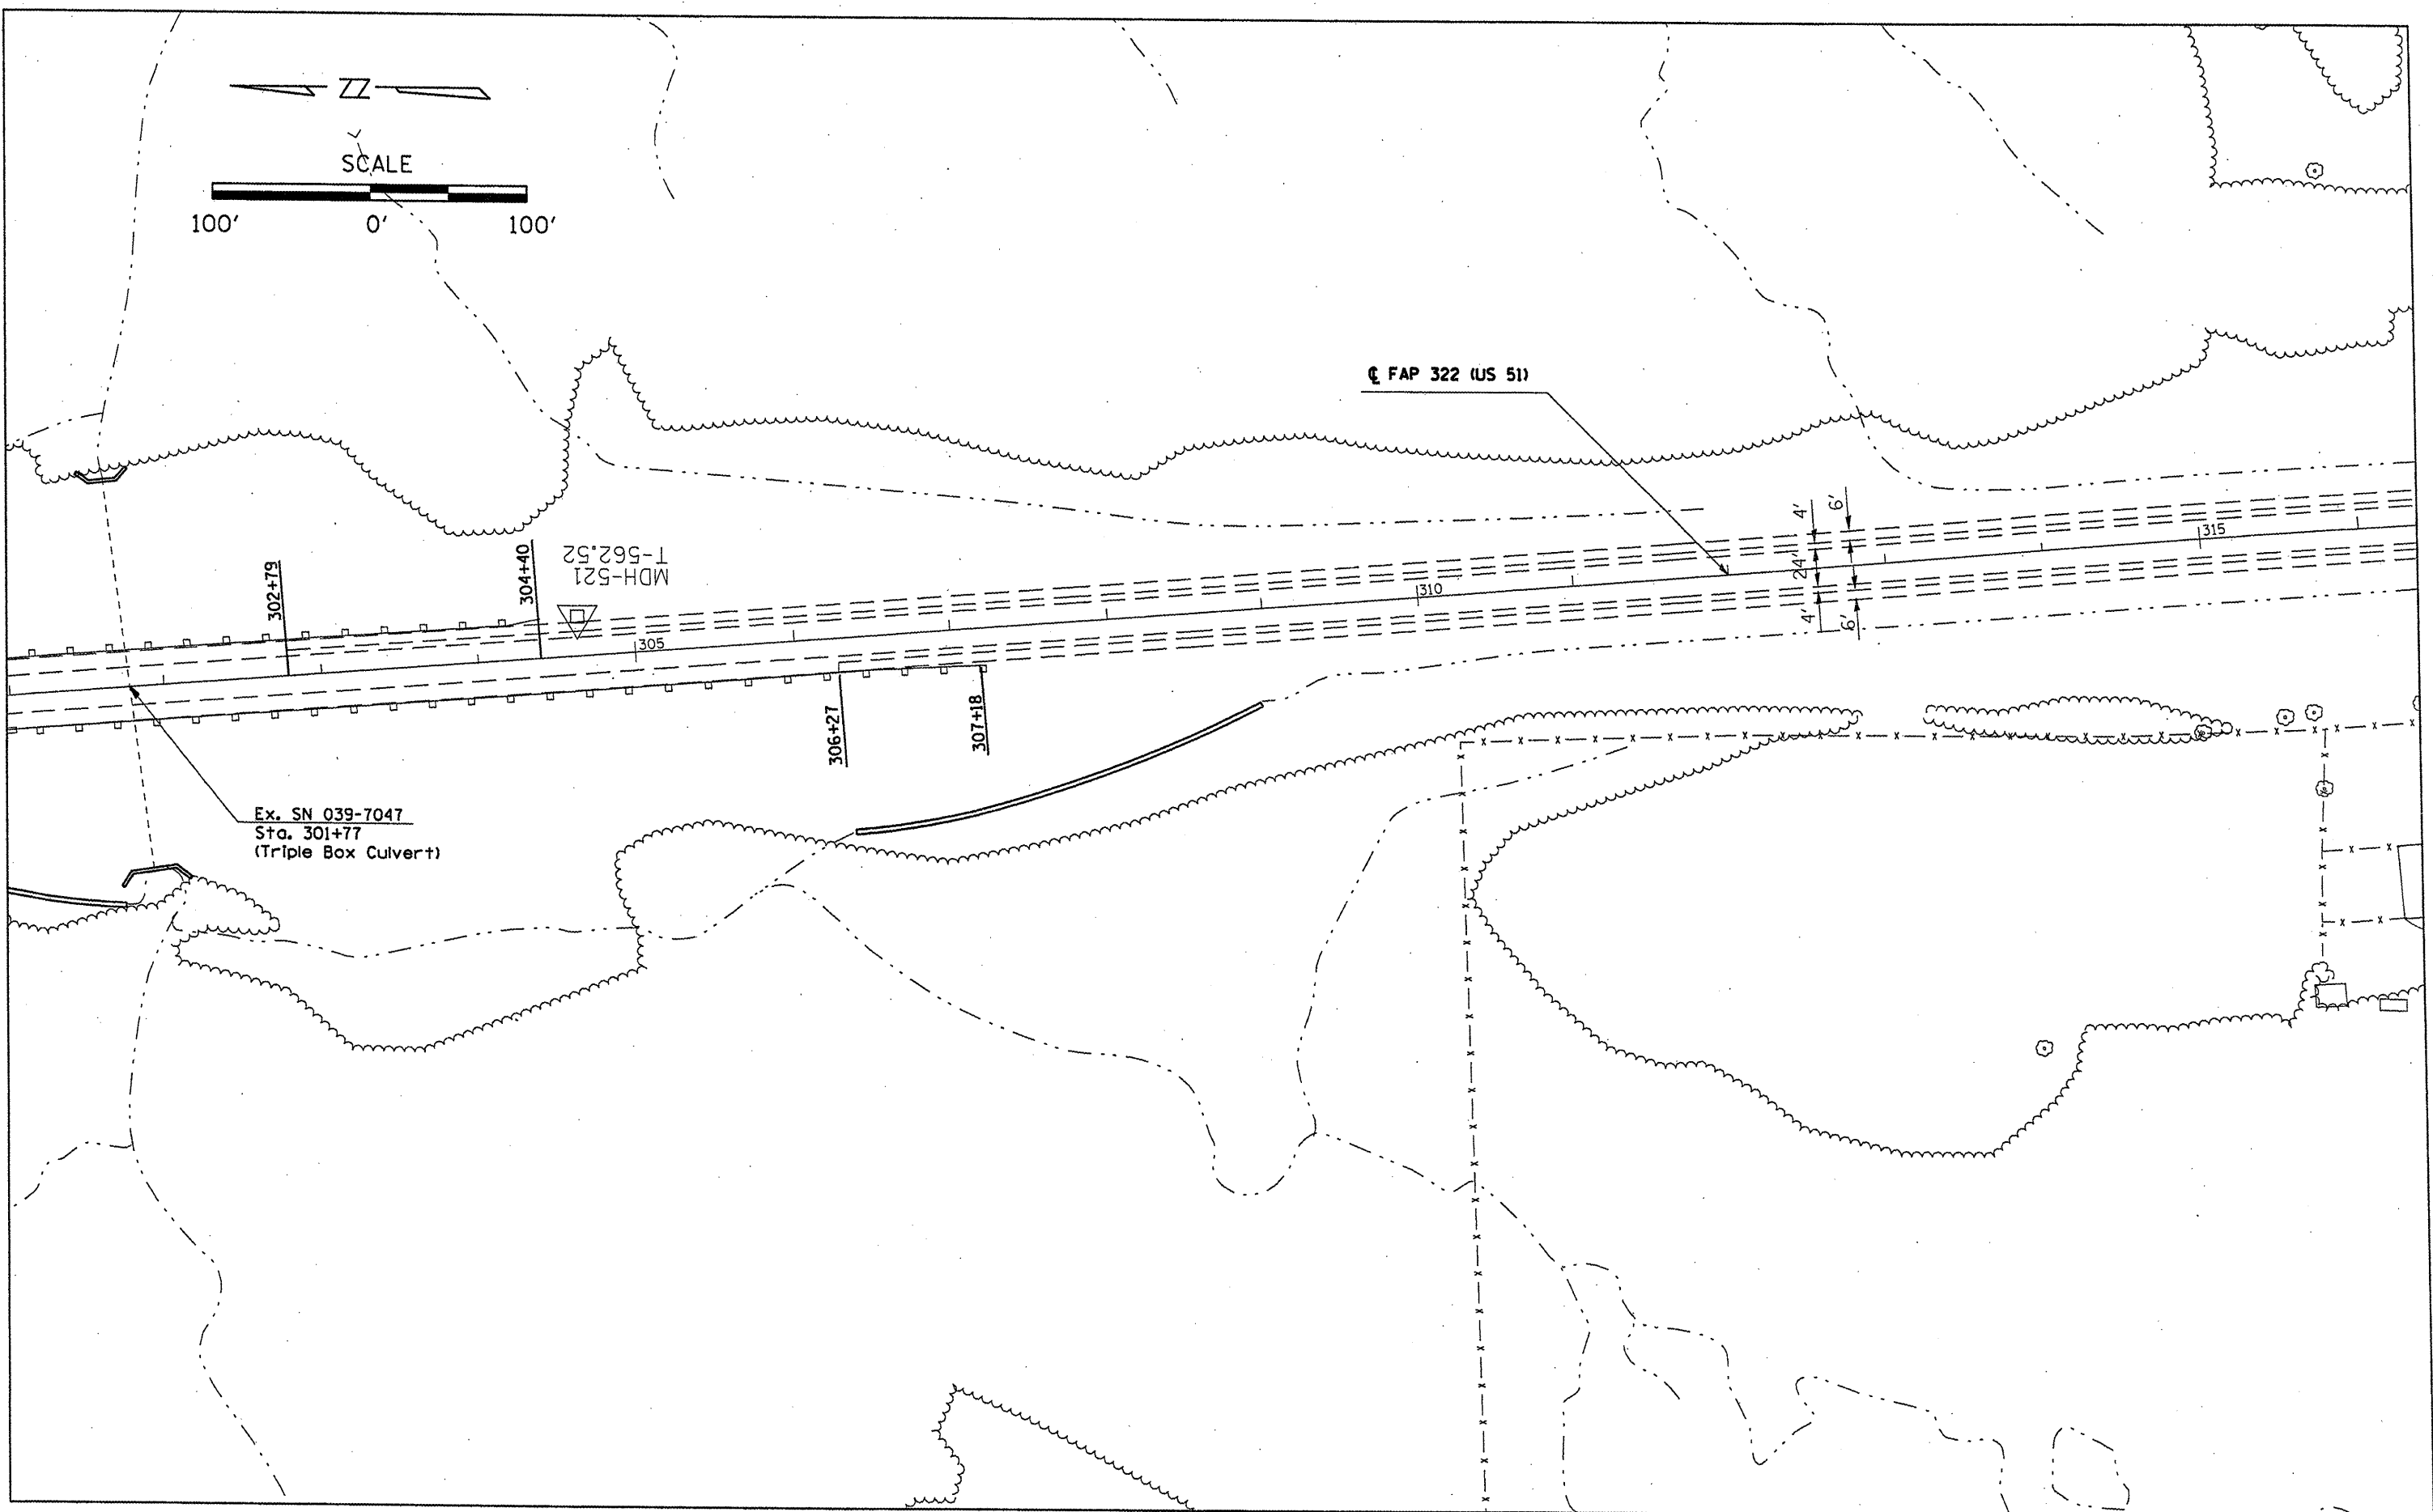 N
SCALE
100' 0' 100'
℄ FAP 322 (US 51)
4' 6'
24'
4' 6'
315
310
305
302+79
304+40
MDH-521
T-562.52
306+27
307+18
Ex. SN 039-7047
Sta. 301+77
(Triple Box Culvert)